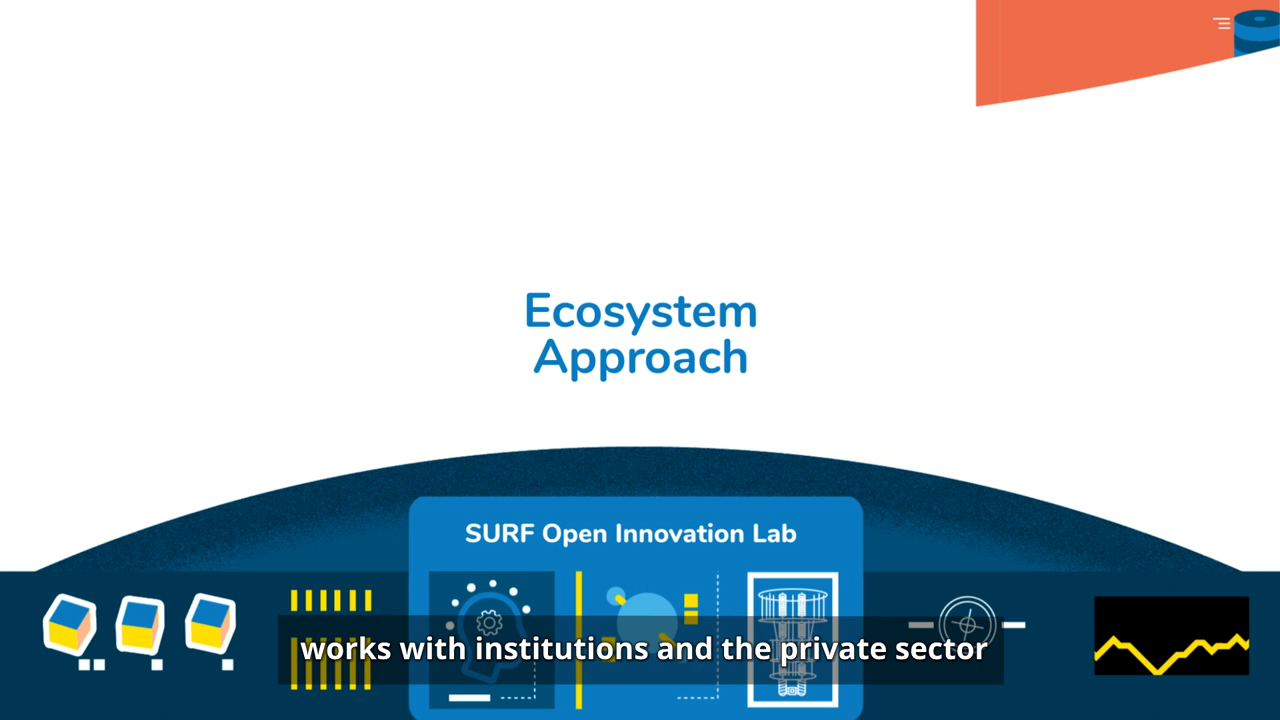 Ecosystem
Approach
SURF Open Innovation Lab
works with institutions and the private sector